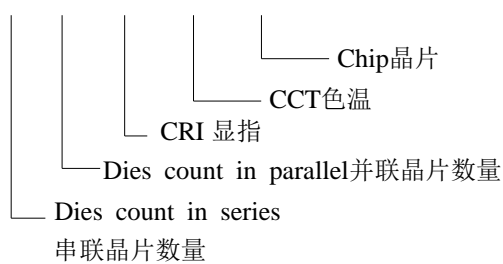 Chip晶片
CCT色温
CRI 显指
Dies count in parallel并联晶片数量
Dies count in series
串联晶片数量